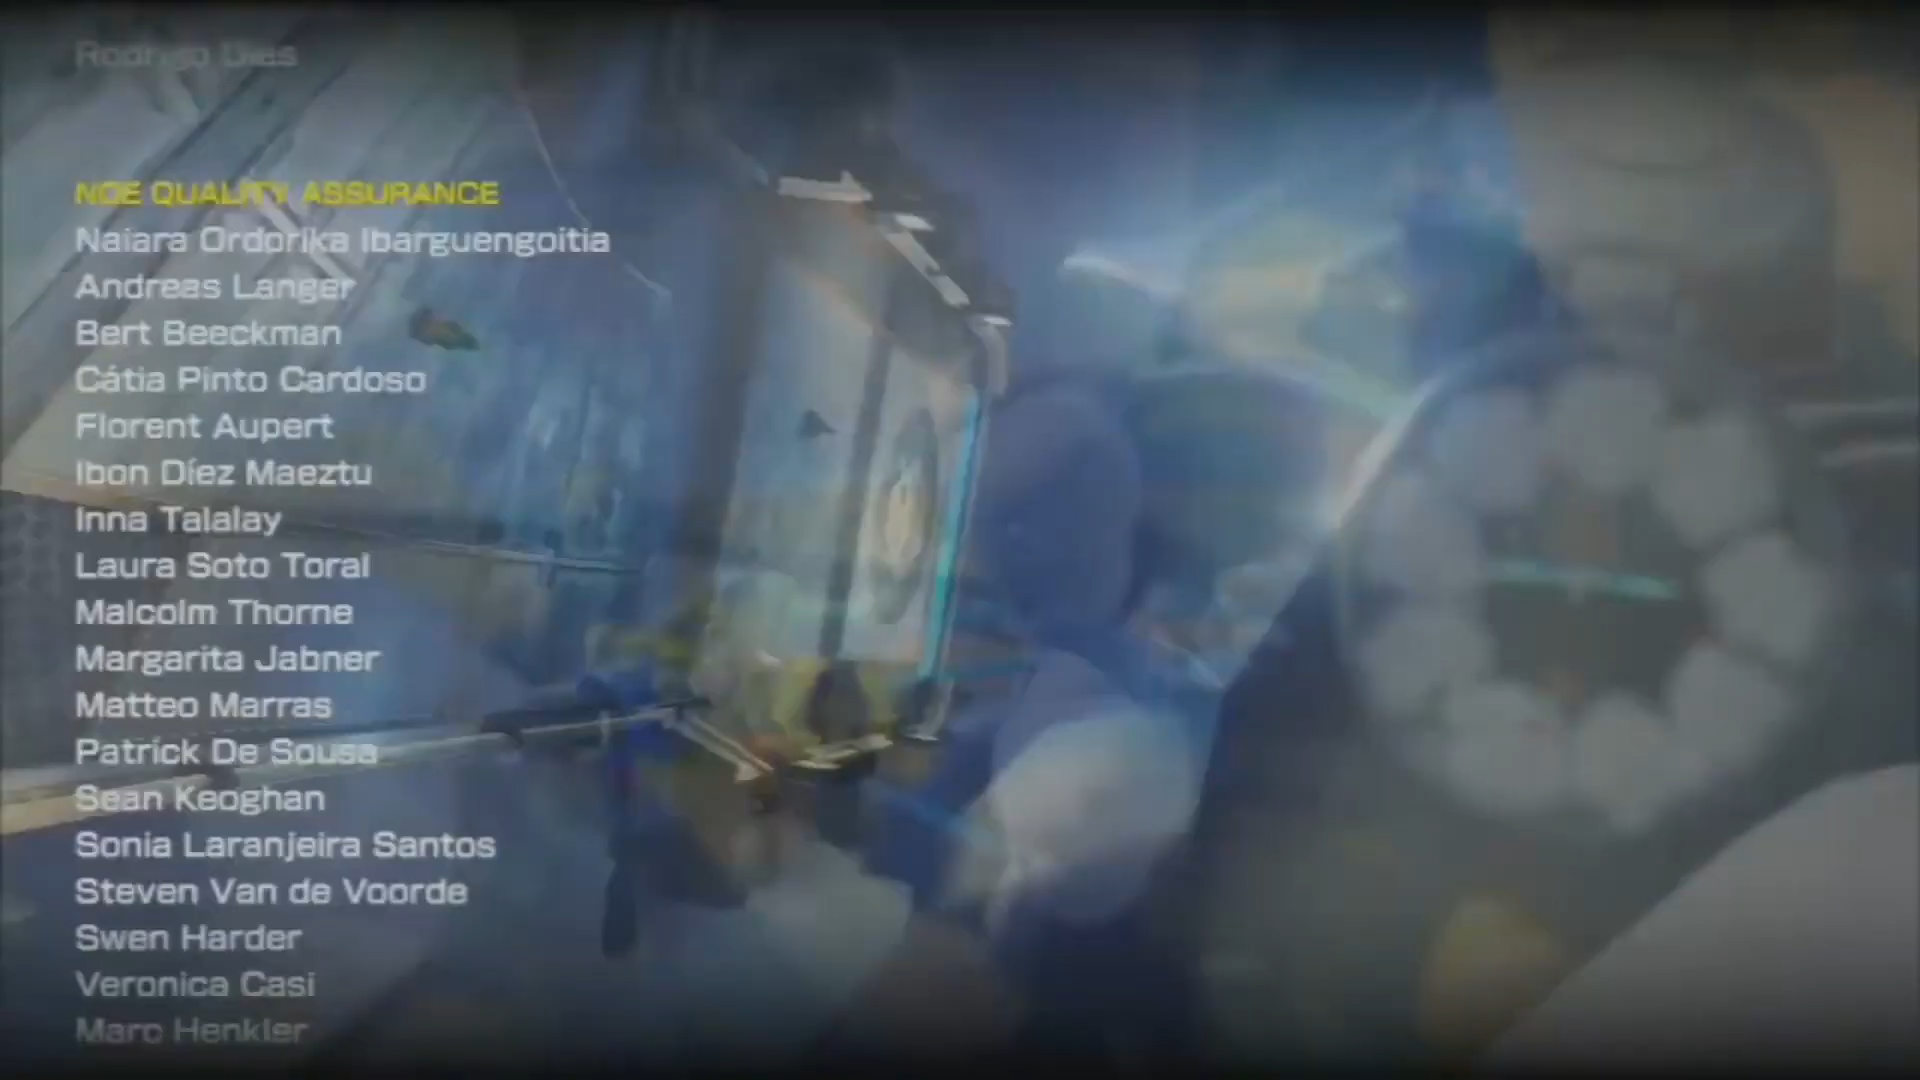 Rodrigo Dias
NOE QUALITY ASSURANCE
Naiara Ordorika Ibarguengoitia
Andreas Langer
Bert Beeckman
Cátia Pinto Cardoso
Florent Aupert
Ibon Díez Maeztu
Inna Talalay
Laura Soto Toral
Malcolm Thorne
Margarita Jabner
Matteo Marras
Patrick De Sousa
Sean Keoghan
Sonia Laranjeira Santos
Steven Van de Voorde
Swen Harder
Veronica Casi
Marc Henkler